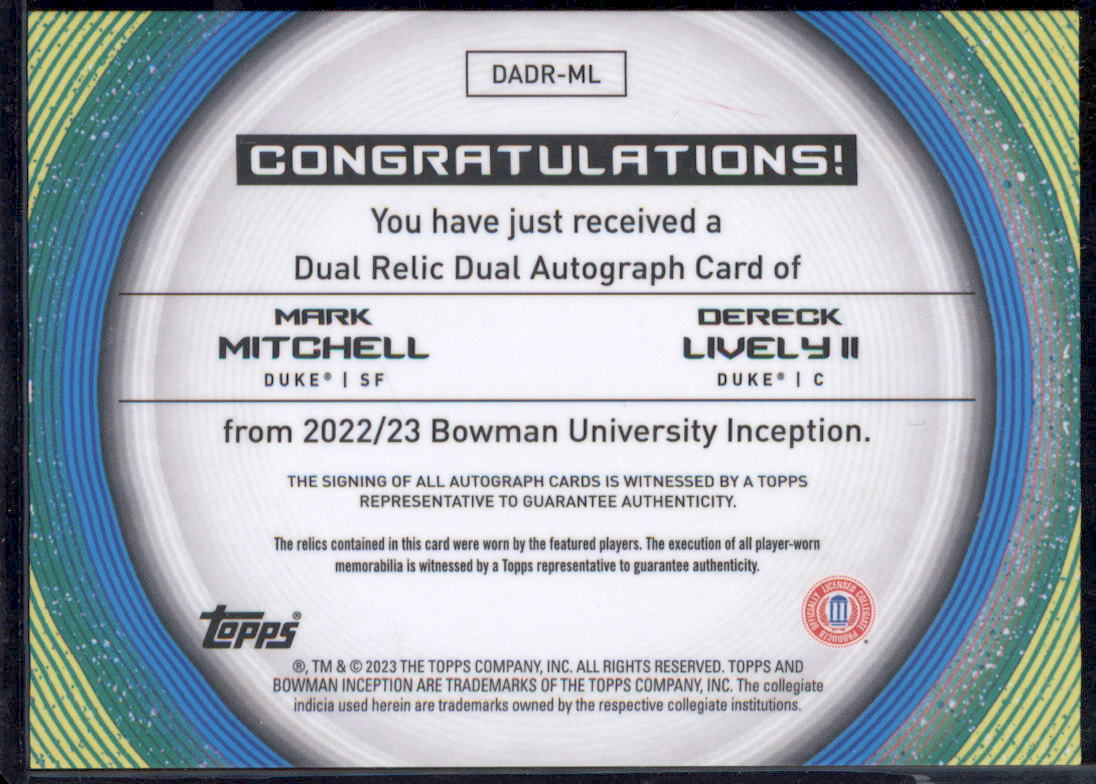 DADR-ML
CONGRATULATIONS!
You have just received a
Dual Relic Dual Autograph Card of
MARK
MITCHELL
DUKE® | SF
DERECK
LIVELY II
DUKE® | C
from 2022/23 Bowman University Inception.
THE SIGNING OF ALL AUTOGRAPH CARDS IS WITNESSED BY A TOPPS
REPRESENTATIVE TO GUARANTEE AUTHENTICITY.
The relics contained in this card were worn by the featured players. The execution of all player-worn
memorabilia is witnessed by a Topps representative to guarantee authenticity.
topps®
OFFICIALLY LICENSED COLLEGIATE PRODUCTS
®, TM & © 2023 THE TOPPS COMPANY, INC. ALL RIGHTS RESERVED. TOPPS AND
BOWMAN INCEPTION ARE TRADEMARKS OF THE TOPPS COMPANY, INC. The collegiate
indicia used herein are trademarks owned by the respective collegiate institutions.